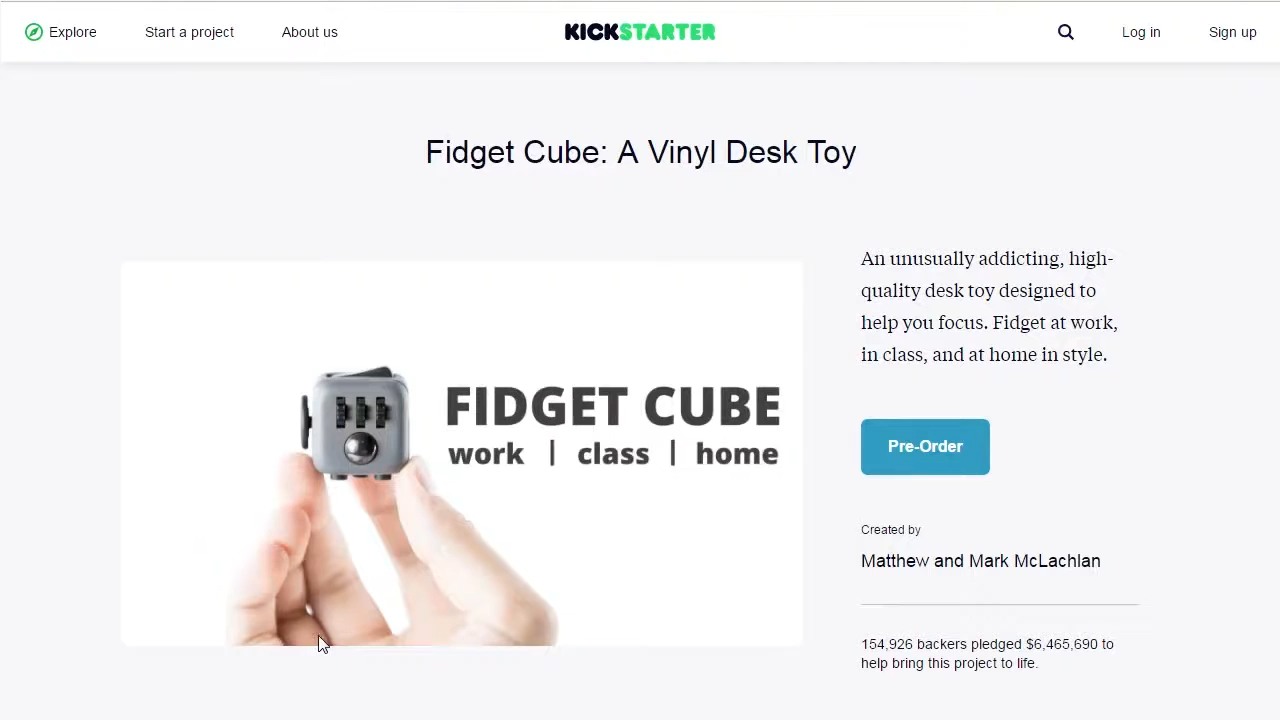 Explore Start a project About us KICKSTARTER Log in Sign up
Fidget Cube: A Vinyl Desk Toy
FIDGET CUBE
work | class | home
An unusually addicting, high-
quality desk toy designed to
help you focus. Fidget at work,
in class, and at home in style.
Pre-Order
Created by
Matthew and Mark McLachlan
154,926 backers pledged $6,465,690 to
help bring this project to life.